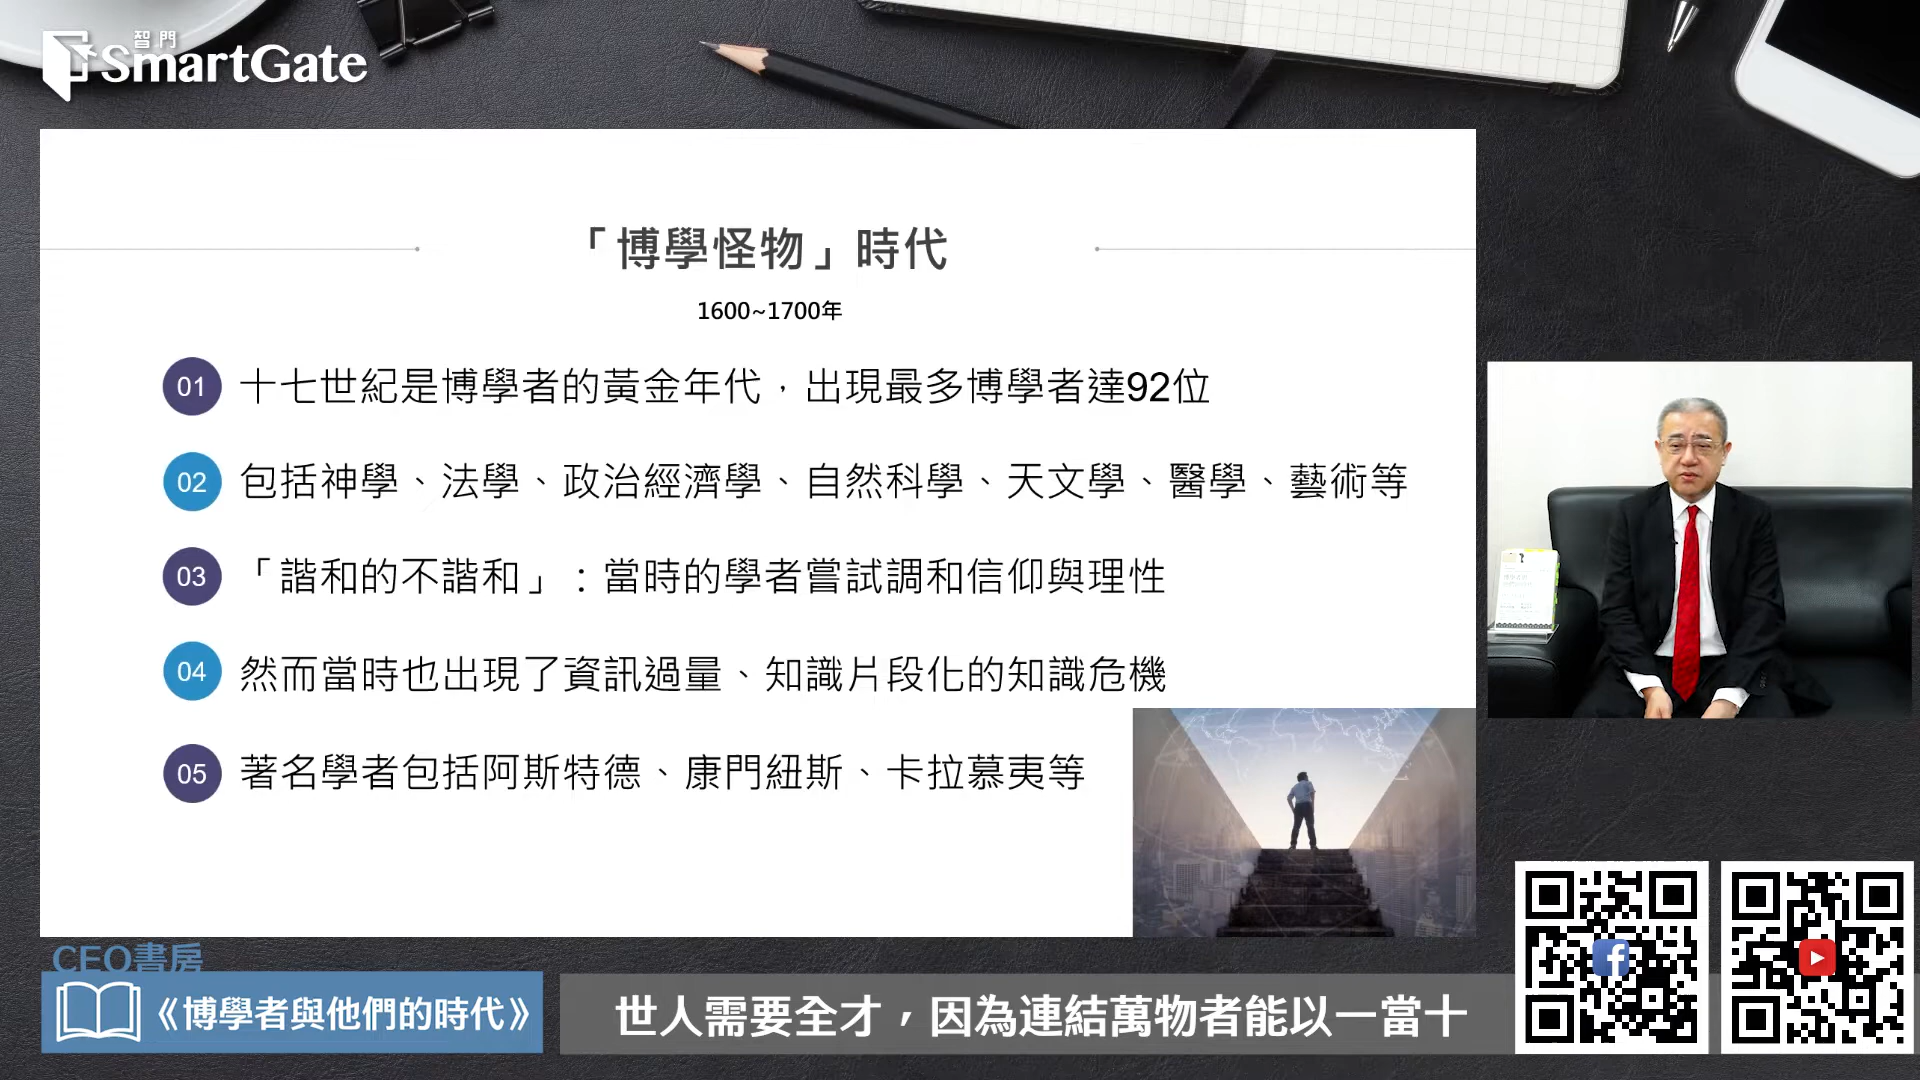 智門
SmartGate
「博學怪物」時代
1600~1700年
01 十七世紀是博學者的黃金年代，出現最多博學者達92位
02 包括神學、法學、政治經濟學、自然科學、天文學、醫學、藝術等
03 「諧和的不諧和」：當時的學者嘗試調和信仰與理性
04 然而當時也出現了資訊過量、知識片段化的知識危機
05 著名學者包括阿斯特德、康門紐斯、卡拉慕夷等
CEO書房
《博學者與他們的時代》
世人需要全才，因為連結萬物者能以一當十